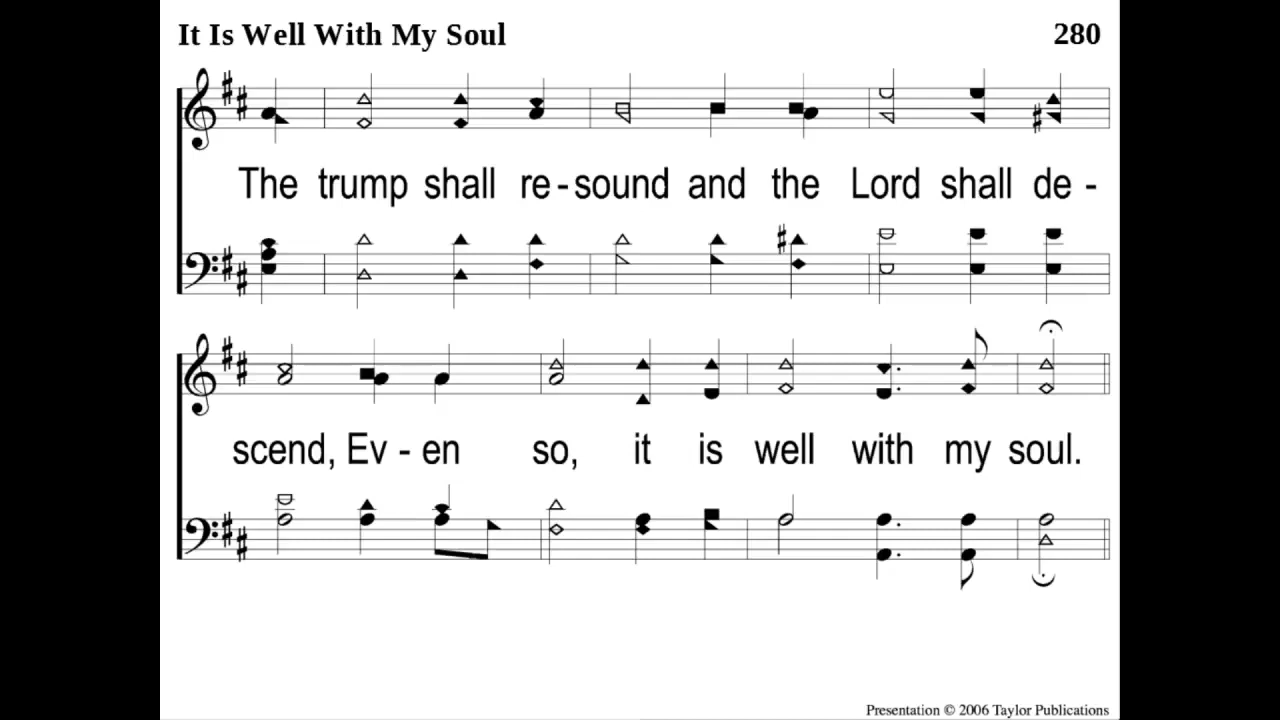 It Is Well With My Soul 280
The trump shall re-sound and the Lord shall de -
scend, Ev - en so, it is well with my soul.
Presentation © 2006 Taylor Publications